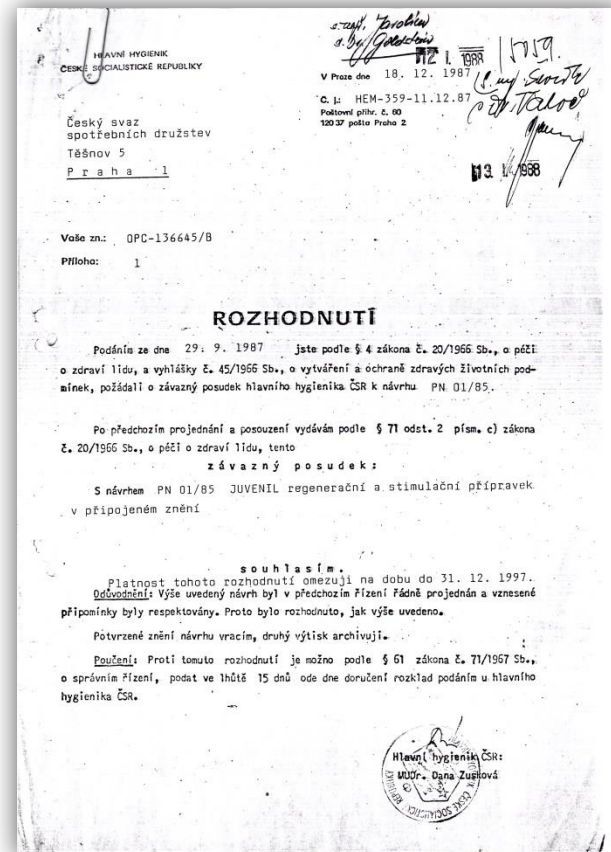 HLAVNÍ HYGIENIK
ČESKÉ SOCIALISTICKÉ REPUBLIKY
12 I. 1988
V Praze dne 18. 12. 1987
Č. j.: HEM-359-11.12.87
Poštovní přihr. č. 60
120 37 pošta Praha 2
13. I. 1988
Český svaz
spotřebních družstev
Těšnov 5
Praha 1
Vaše zn.: OPC-136645/B
Příloha: 1
ROZHODNUTÍ
Podáním ze dne 29. 9. 1987 jste podle § 4 zákona č. 20/1966 Sb., o péči
o zdraví lidu, a vyhlášky č. 45/1966 Sb., o vytváření a ochraně zdravých životních pod-
mínek, požádali o závazný posudek hlavního hygienika ČSR k návrhu PN 01/85.
Po předchozím projednání a posouzení vydávám podle § 71 odst. 2 písm. c) zákona
č. 20/1966 Sb., o péči o zdraví lidu, tento
závazný posudek:
S návrhem PN 01/85 JUVENIL regenerační a stimulační přípravek
v připojeném znění
souhlasím.
Platnost tohoto rozhodnutí omezuji na dobu do 31. 12. 1997.
Odůvodnění: Výše uvedený návrh byl v předchozím řízení řádně projednán a vznesené
připomínky byly respektovány. Proto bylo rozhodnuto, jak výše uvedeno.
Potvrzené znění návrhu vracím, druhý výtisk archivuji.
Poučení: Proti tomuto rozhodnutí je možno podle § 61 zákona č. 71/1967 Sb.,
o správním řízení, podat ve lhůtě 15 dnů ode dne doručení rozklad podáním u hlavního
hygienika ČSR.
Hlavní hygienik ČSR:
MUDr. Dana Zusková